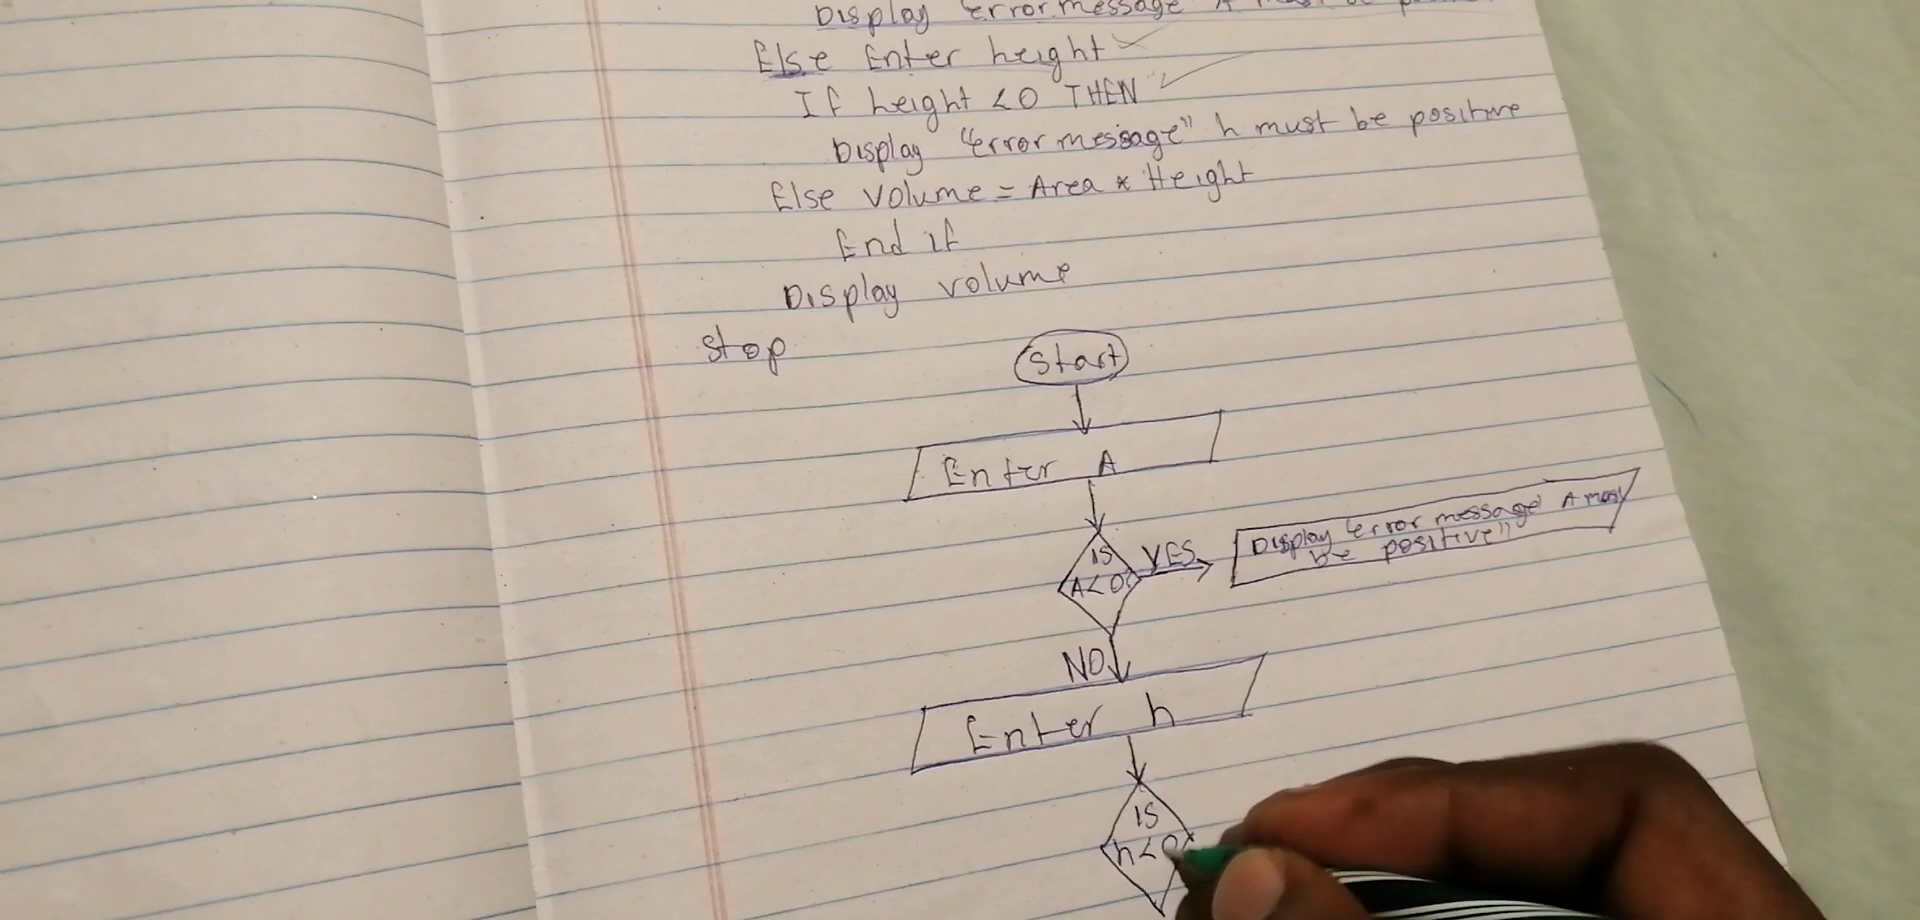 Display "error message A must be
Else Enter height
If height <0 THEN
Display "error message" h must be positive
Else volume = Area * Height
End if
Display volume
Stop
Start
Enter A
IS
A<0
YES
Display "error message A must
be positive"
NO
Enter h
IS
h<0